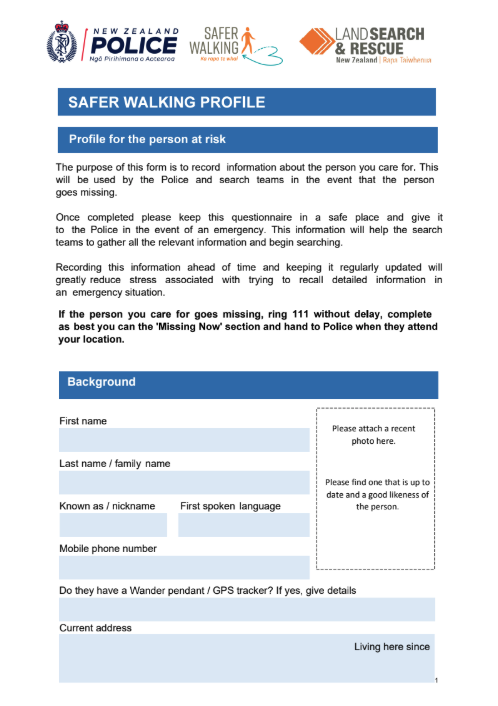 NEW ZEALAND
POLICE
Ngā Pirihimana o Aotearoa
SAFER
WALKING
He rapa te whai
LANDSEARCH
& RESCUE
New Zealand | Rapa Taiwhenua
SAFER WALKING PROFILE
Profile for the person at risk
The purpose of this form is to record information about the person you care for. This
will be used by the Police and search teams in the event that the person
goes missing.
Once completed please keep this questionnaire in a safe place and give it
to the Police in the event of an emergency. This information will help the search
teams to gather all the relevant information and begin searching.
Recording this information ahead of time and keeping it regularly updated will
greatly reduce stress associated with trying to recall detailed information in
an emergency situation.
If the person you care for goes missing, ring 111 without delay, complete
as best you can the 'Missing Now' section and hand to Police when they attend
your location.
Background
First name
Please attach a recent
photo here.
Last name / family name
Please find one that is up to
date and a good likeness of
the person.
Known as / nickname First spoken language
Mobile phone number
Do they have a Wander pendant / GPS tracker? If yes, give details
Current address
Living here since
1